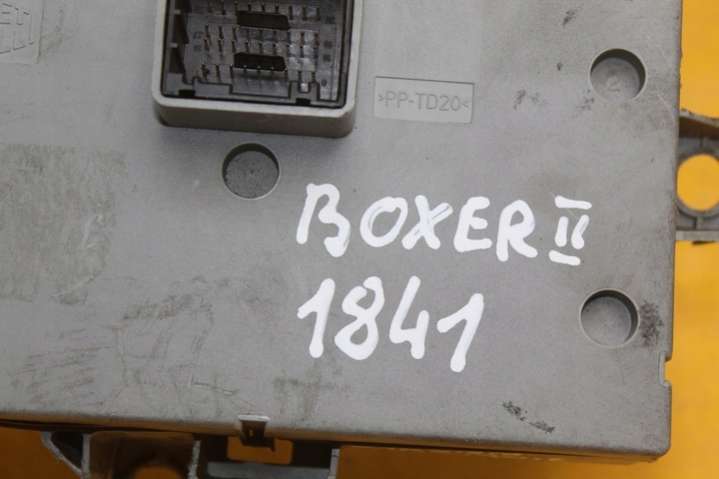 >PP-TD20<
BOXER II
1841